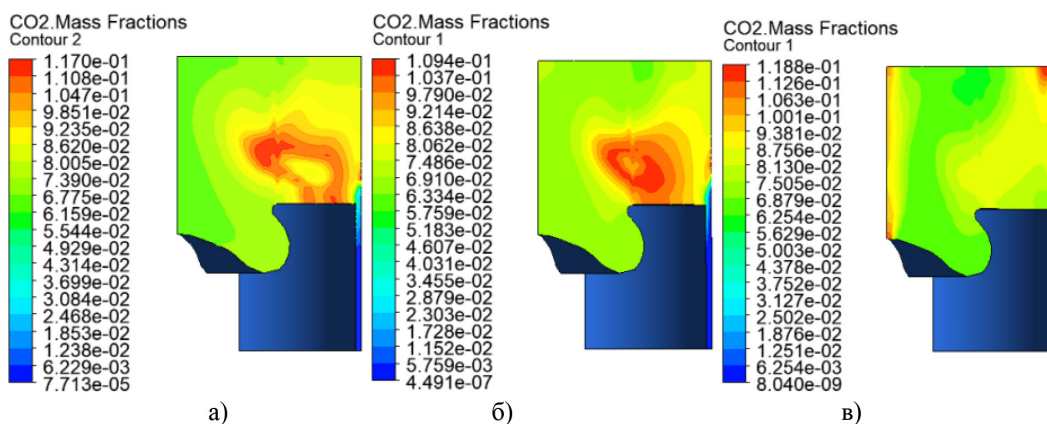 CO2.Mass Fractions
Contour 2
1.170e-01
1.108e-01
1.047e-01
9.851e-02
9.235e-02
8.620e-02
8.005e-02
7.390e-02
6.775e-02
6.159e-02
5.544e-02
4.929e-02
4.314e-02
3.699e-02
3.084e-02
2.468e-02
1.853e-02
1.238e-02
6.229e-03
7.713e-05
CO2.Mass Fractions
Contour 1
1.094e-01
1.037e-01
9.790e-02
9.214e-02
8.638e-02
8.062e-02
7.486e-02
6.910e-02
6.334e-02
5.759e-02
5.183e-02
4.607e-02
4.031e-02
3.455e-02
2.879e-02
2.303e-02
1.728e-02
1.152e-02
5.759e-03
4.491e-07
CO2.Mass Fractions
Contour 1
1.188e-01
1.126e-01
1.063e-01
1.001e-01
9.381e-02
8.756e-02
8.130e-02
7.505e-02
6.879e-02
6.254e-02
5.629e-02
5.003e-02
4.378e-02
3.752e-02
3.127e-02
2.502e-02
1.876e-02
1.251e-02
6.254e-03
8.040e-09
а)
б)
в)